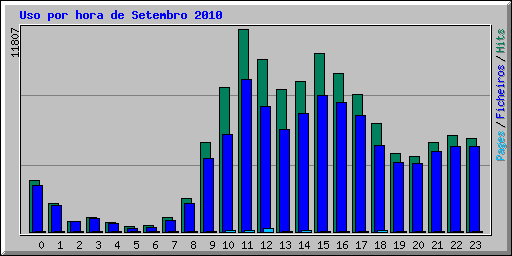 Uso por hora de Setembro 2010
11807
Pages / Ficheiros / Hits
0 1 2 3 4 5 6 7 8 9 10 11 12 13 14 15 16 17 18 19 20 21 22 23